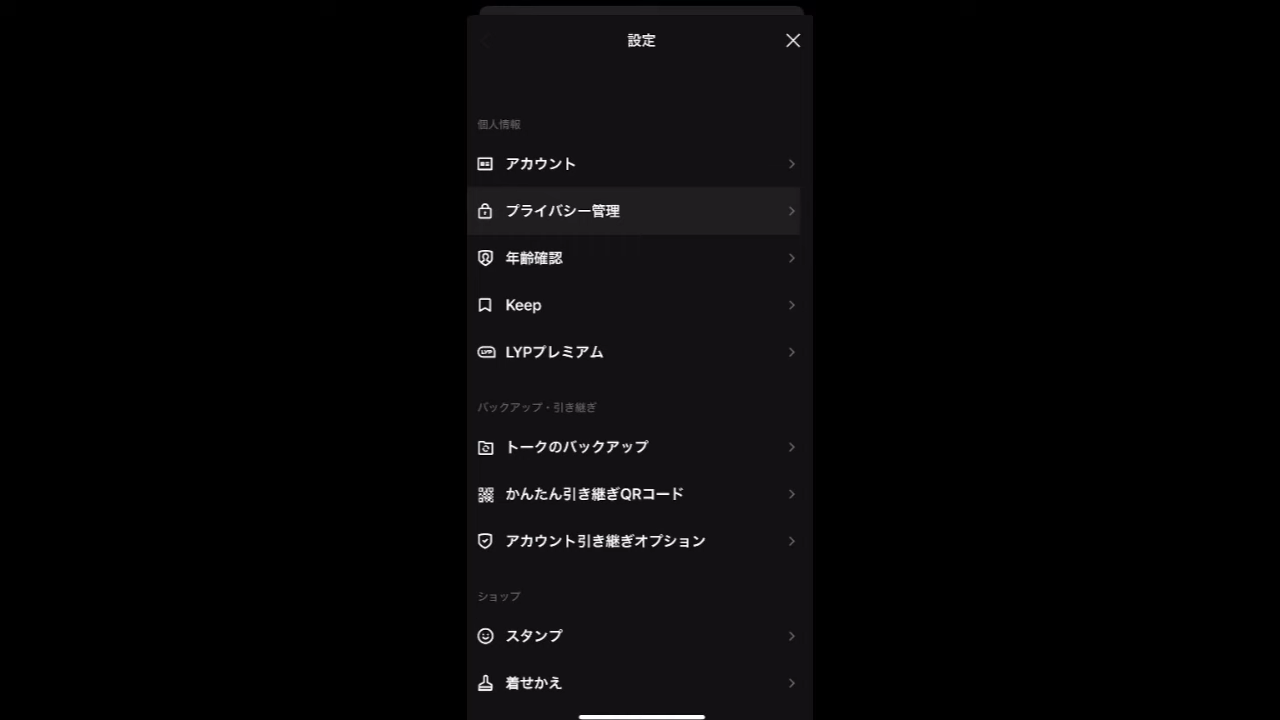 設定
個人情報
アカウント
プライバシー管理
年齢確認
Keep
LYPプレミアム
バックアップ・引き継ぎ
トークのバックアップ
かんたん引き継ぎQRコード
アカウント引き継ぎオプション
ショップ
スタンプ
着せかえ